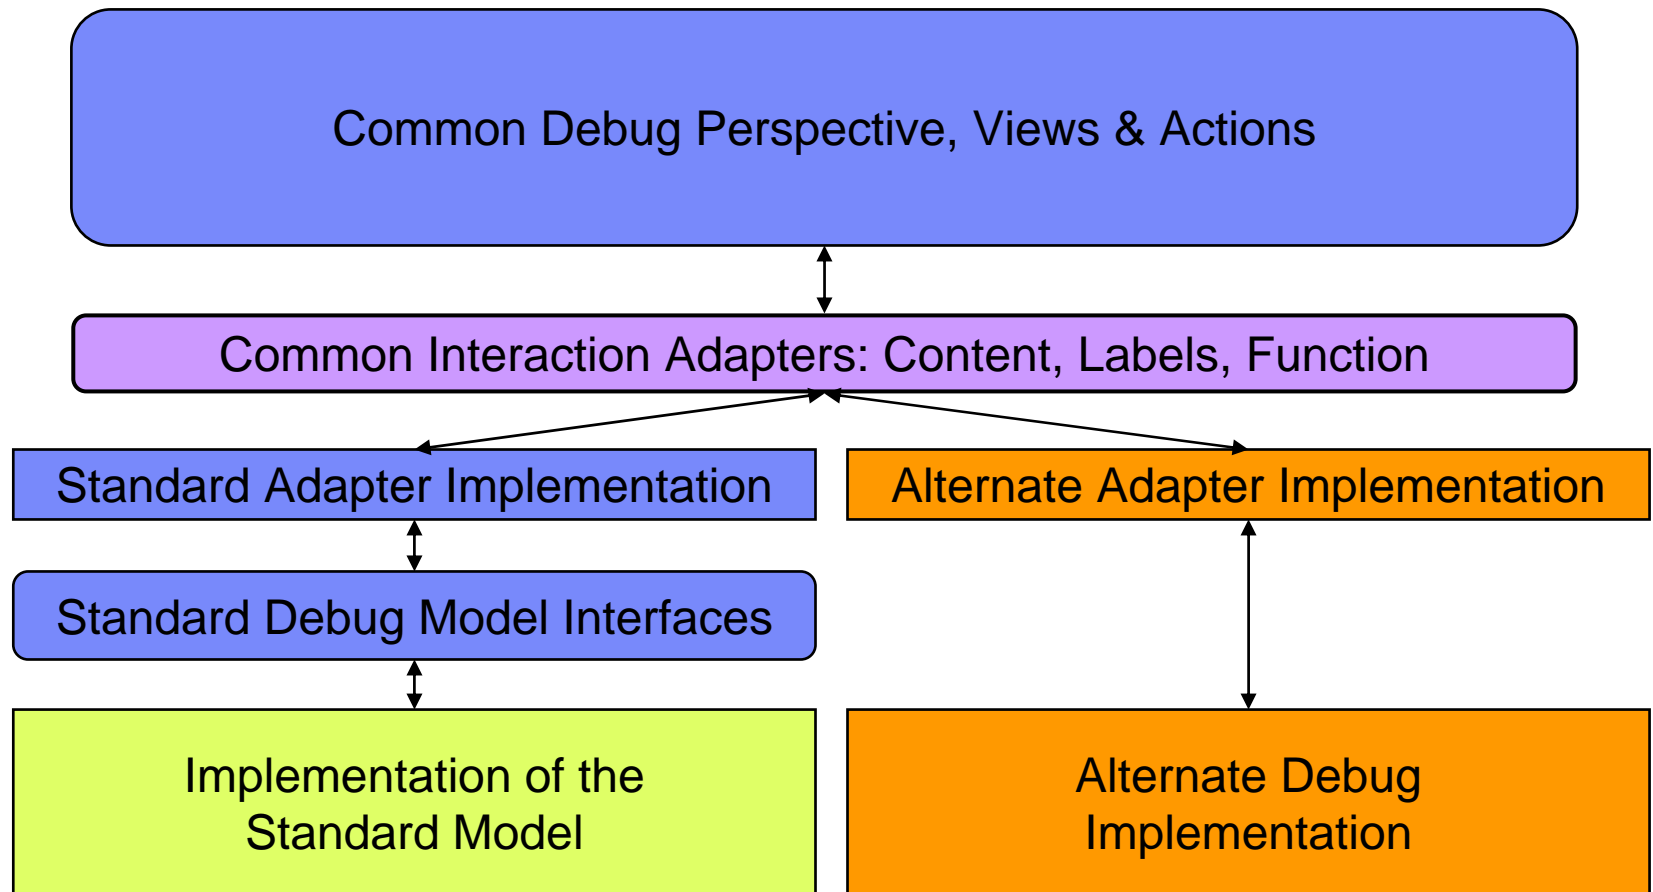 Common Debug Perspective, Views & Actions
Common Interaction Adapters: Content, Labels, Function
Standard Adapter Implementation
Alternate Adapter Implementation
Standard Debug Model Interfaces
Implementation of the
Standard Model
Alternate Debug
Implementation